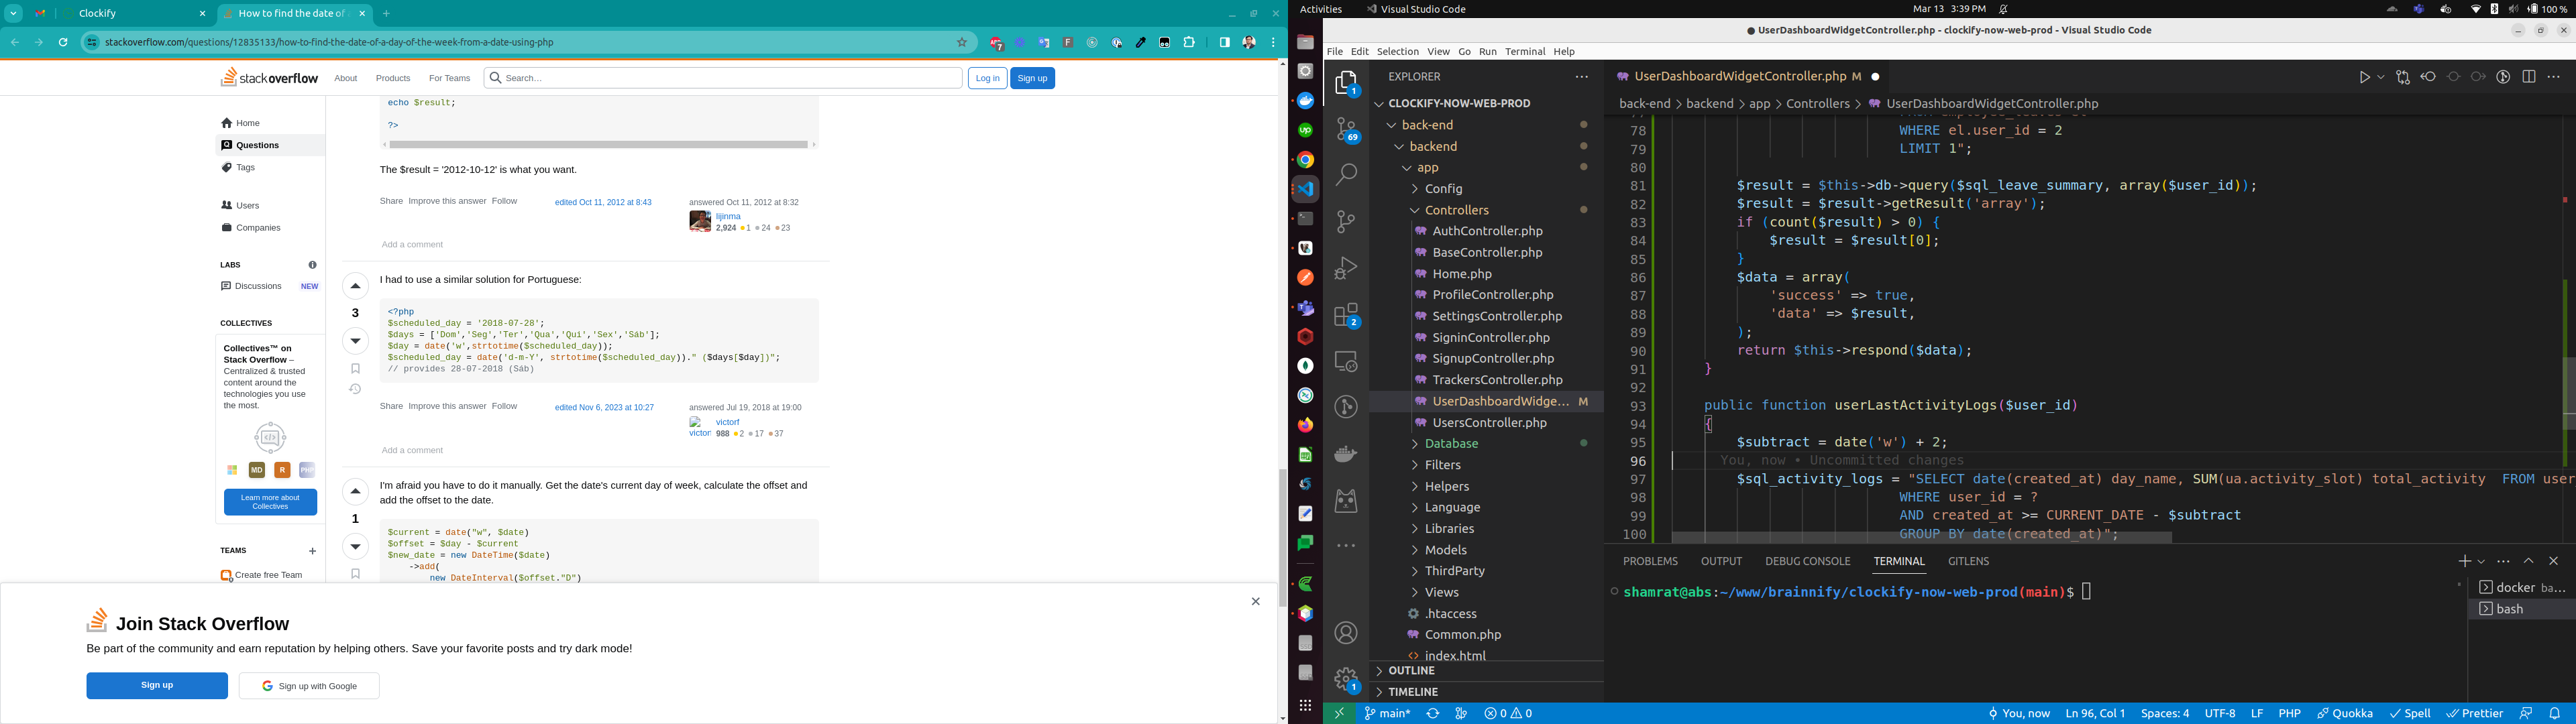 Clockify
How to find the date of a
stackoverflow.com/questions/12835133/how-to-find-the-date-of-a-day-of-the-week-from-a-date-using-php
7
stackoverflow
About
Products
For Teams
Search…
Log in
Sign up
Home
Questions
Tags
Users
Companies
LABS
Discussions
NEW
COLLECTIVES
Collectives™ on
Stack Overflow –
Centralized & trusted
content around the
technologies you use
the most.
MD
R
PHP
Learn more about
Collectives
TEAMS
Create free Team
echo $result;
?>
The $result = '2012-10-12' is what you want.
Share Improve this answer Follow
edited Oct 11, 2012 at 8:43
answered Oct 11, 2012 at 8:32
lijinma
2,924 1 24 23
Add a comment
I had to use a similar solution for Portuguese:
3
<?php
$scheduled_day = '2018-07-28';
$days = ['Dom','Seg','Ter','Qua','Qui','Sex','Sáb'];
$day = date('w',strtotime($scheduled_day));
$scheduled_day = date('d-m-Y', strtotime($scheduled_day))." ($days[$day])";
// provides 28-07-2018 (Sáb)
Share Improve this answer Follow
edited Nov 6, 2023 at 10:27
answered Jul 19, 2018 at 19:00
victorf
988 2 17 37
Add a comment
I'm afraid you have to do it manually. Get the date's current day of week, calculate the offset and
add the offset to the date.
1
$current = date("w", $date)
$offset = $day - $current
$new_date = new DateTime($date)
->add(
new DateInterval($offset."D")
Join Stack Overflow
Be part of the community and earn reputation by helping others. Save your favorite posts and try dark mode!
Sign up
Sign up with Google
Activities
Visual Studio Code
Mar 13 3:39 PM
100 %
● UserDashboardWidgetController.php - clockify-now-web-prod - Visual Studio Code
File Edit Selection View Go Run Terminal Help
1
69
2
1
EXPLORER
CLOCKIFY-NOW-WEB-PROD
back-end
backend
app
Config
Controllers
AuthController.php
BaseController.php
Home.php
ProfileController.php
SettingsController.php
SigninController.php
SignupController.php
TrackersController.php
UserDashboardWidge... M
UsersController.php
Database
Filters
Helpers
Language
Libraries
Models
ThirdParty
Views
.htaccess
Common.php
index.html
OUTLINE
TIMELINE
UserDashboardWidgetController.php M
back-end > backend > app > Controllers > UserDashboardWidgetController.php
78 WHERE el.user_id = 2
79 LIMIT 1";
80
81 $result = $this->db->query($sql_leave_summary, array($user_id));
82 $result = $result->getResult('array');
83 if (count($result) > 0) {
84 $result = $result[0];
85 }
86 $data = array(
87 'success' => true,
88 'data' => $result,
89 );
90 return $this->respond($data);
91 }
92
93 public function userLastActivityLogs($user_id)
94 {
95 $subtract = date('w') + 2;
96 You, now • Uncommitted changes
97 $sql_activity_logs = "SELECT date(created_at) day_name, SUM(ua.activity_slot) total_activity FROM user
98 WHERE user_id = ?
99 AND created_at >= CURRENT_DATE - $subtract
100 GROUP BY date(created_at)";
PROBLEMS OUTPUT DEBUG CONSOLE TERMINAL GITLENS
shamrat@abs:~/www/brainnify/clockify-now-web-prod(main)$
docker ba...
bash
main* 0 0
You, now Ln 96, Col 1 Spaces: 4 UTF-8 LF PHP Quokka Spell Prettier